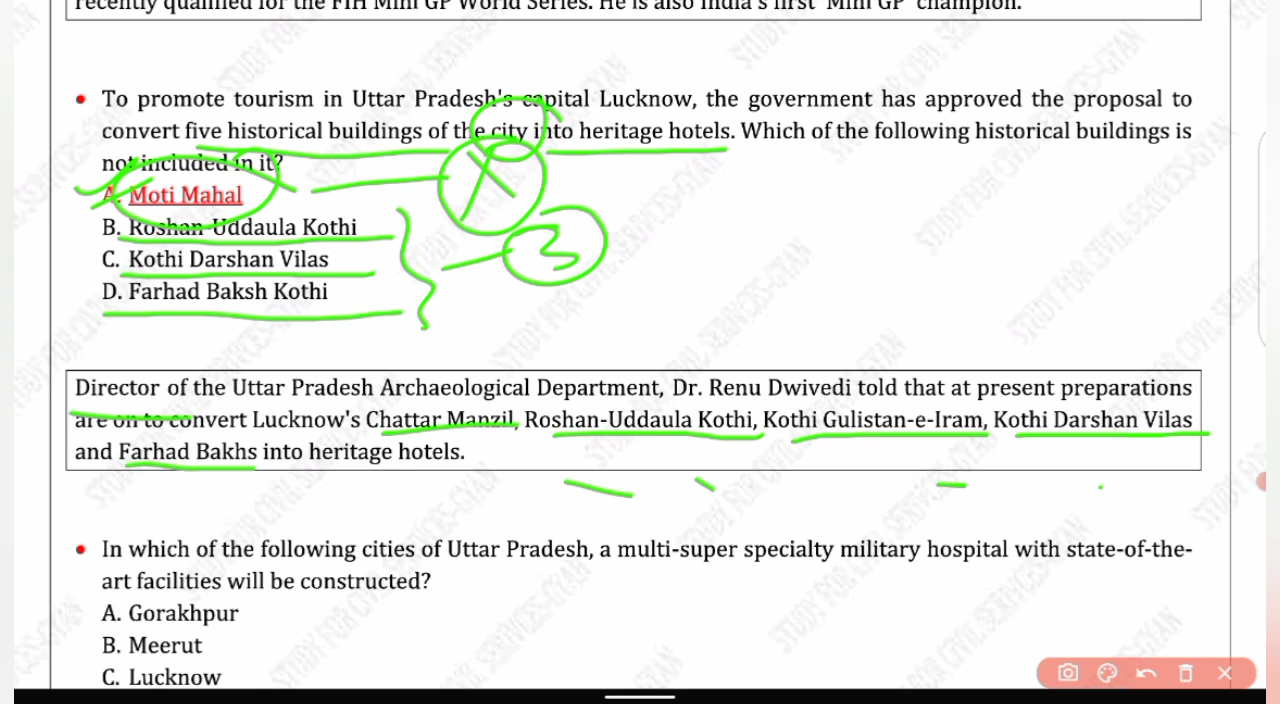 recently qualified for the FIH Mini GP World Series. He is also India's first 'Mini GP' champion.
• To promote tourism in Uttar Pradesh's capital Lucknow, the government has approved the proposal to
convert five historical buildings of the city into heritage hotels. Which of the following historical buildings is
not included in it?
A. Moti Mahal
B. Roshan-Uddaula Kothi
C. Kothi Darshan Vilas
D. Farhad Baksh Kothi
3
Director of the Uttar Pradesh Archaeological Department, Dr. Renu Dwivedi told that at present preparations
are on to convert Lucknow's Chattar Manzil, Roshan-Uddaula Kothi, Kothi Gulistan-e-Iram, Kothi Darshan Vilas
and Farhad Bakhs into heritage hotels.
• In which of the following cities of Uttar Pradesh, a multi-super specialty military hospital with state-of-the-
art facilities will be constructed?
A. Gorakhpur
B. Meerut
C. Lucknow
STUDY FOR CIVIL SERVICES-GYAN